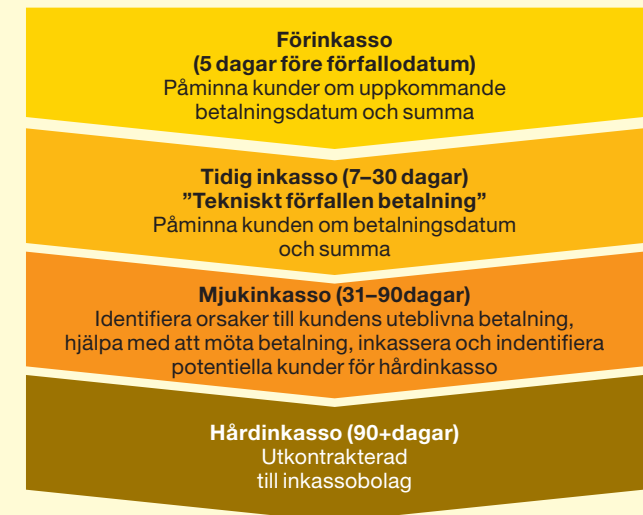 Förinkasso
(5 dagar före förfallodatum)
Påminna kunder om uppkommande
betalningsdatum och summa
Tidig inkasso (7–30 dagar)
”Tekniskt förfallen betalning”
Påminna kunden om betalningsdatum
och summa
Mjukinkasso (31–90dagar)
Identifiera orsaker till kundens uteblivna betalning,
hjälpa med att möta betalning, inkassera och indentifiera
potentiella kunder för hårdinkasso
Hårdinkasso (90+dagar)
Utkontrakterad
till inkassobolag